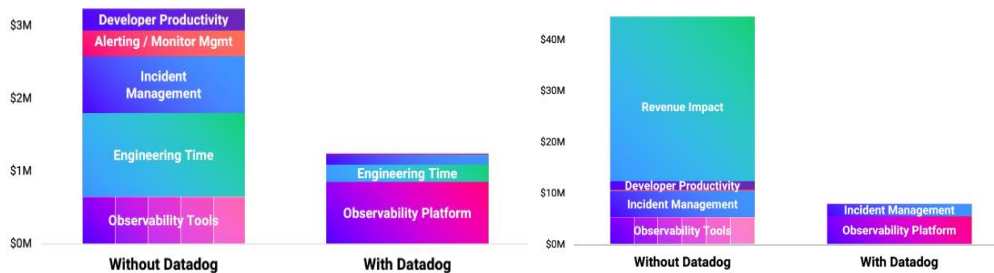 $3M
Developer Productivity
Alerting / Monitor Mgmt
Incident
Management
$2M
Engineering Time
$1M
Engineering Time
Observability Tools
Observability Platform
$0M
Without Datadog
With Datadog
$40M
$30M
Revenue Impact
$20M
Developer Productivity
$10M
Incident Management
Incident Management
Observability Tools
Observability Platform
$0M
Without Datadog
With Datadog